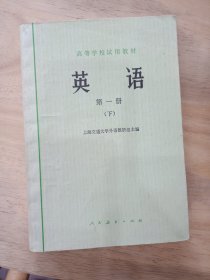 高等学校试用教材
英语
第一册
(下)
上海交通大学外语教研组主编
人民教育出版社